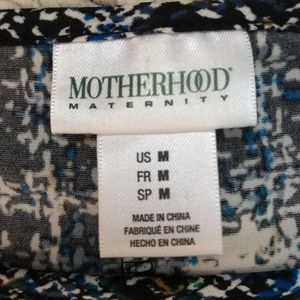 MOTHERHOOD®
MATERNITY
US M
FR M
SP M
MADE IN CHINA
FABRIQUÉ EN CHINE
HECHO EN CHINA